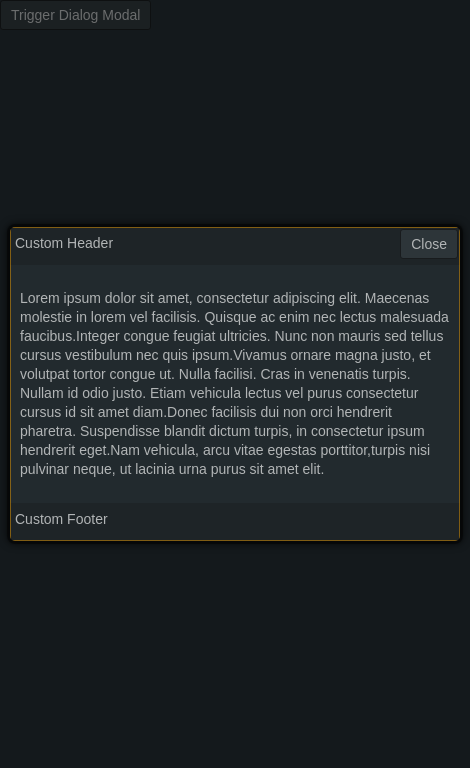 Trigger Dialog Modal
Custom Header
Close
Lorem ipsum dolor sit amet, consectetur adipiscing elit. Maecenas
molestie in lorem vel facilisis. Quisque ac enim nec lectus malesuada
faucibus.Integer congue feugiat ultricies. Nunc non mauris sed tellus
cursus vestibulum nec quis ipsum.Vivamus ornare magna justo, et
volutpat tortor congue ut. Nulla facilisi. Cras in venenatis turpis.
Nullam id odio justo. Etiam vehicula lectus vel purus consectetur
cursus id sit amet diam.Donec facilisis dui non orci hendrerit
pharetra. Suspendisse blandit dictum turpis, in consectetur ipsum
hendrerit eget.Nam vehicula, arcu vitae egestas porttitor,turpis nisi
pulvinar neque, ut lacinia urna purus sit amet elit.
Custom Footer